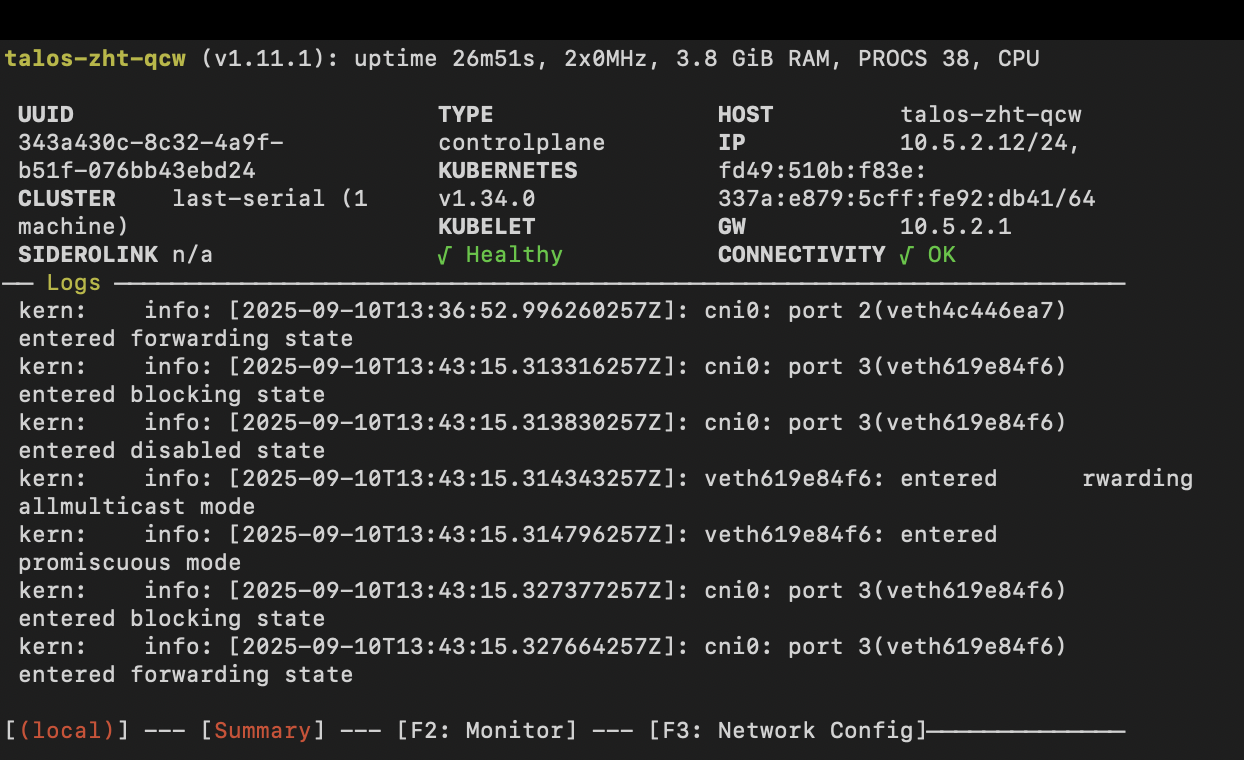 talos-zht-qcw (v1.11.1): uptime 26m51s, 2x0MHz, 3.8 GiB RAM, PROCS 38, CPU
UUID TYPE HOST talos-zht-qcw
343a430c-8c32-4a9f- controlplane IP 10.5.2.12/24,
b51f-076bb43ebd24 KUBERNETES fd49:510b:f83e:
CLUSTER last-serial (1 v1.34.0 337a:e879:5cff:fe92:db41/64
machine) KUBELET GW 10.5.2.1
SIDEROLINK n/a √ Healthy CONNECTIVITY √ OK
── Logs ──────────
kern: info: [2025-09-10T13:36:52.996260257Z]: cni0: port 2(veth4c446ea7)
entered forwarding state
kern: info: [2025-09-10T13:43:15.313316257Z]: cni0: port 3(veth619e84f6)
entered blocking state
kern: info: [2025-09-10T13:43:15.313830257Z]: cni0: port 3(veth619e84f6)
entered disabled state
kern: info: [2025-09-10T13:43:15.314343257Z]: veth619e84f6: entered rwarding
allmulticast mode
kern: info: [2025-09-10T13:43:15.314796257Z]: veth619e84f6: entered
promiscuous mode
kern: info: [2025-09-10T13:43:15.327377257Z]: cni0: port 3(veth619e84f6)
entered blocking state
kern: info: [2025-09-10T13:43:15.327664257Z]: cni0: port 3(veth619e84f6)
entered forwarding state
[(local)] --- [Summary] --- [F2: Monitor] --- [F3: Network Config]──────────